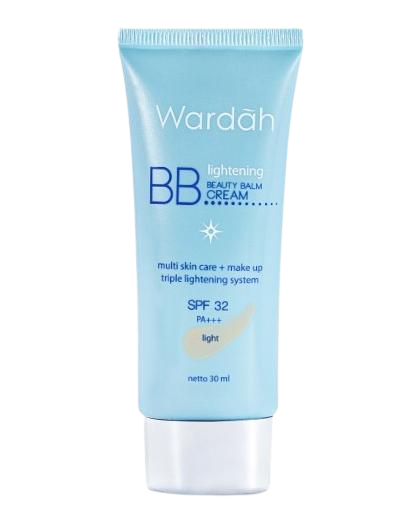 Wardāh
lightening
BB BEAUTY BALM
CREAM
multi skin care + make up
triple lightening system
SPF 32
PA+++
light
netto 30 ml